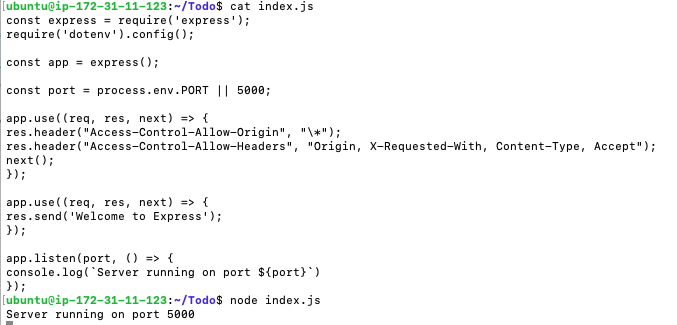 [ubuntu@ip-172-31-11-123:~/Todo$ cat index.js
const express = require('express');
require('dotenv').config();
const app = express();
const port = process.env.PORT || 5000;
app.use((req, res, next) => {
res.header("Access-Control-Allow-Origin", "\*");
res.header("Access-Control-Allow-Headers", "Origin, X-Requested-With, Content-Type, Accept");
next();
});
app.use((req, res, next) => {
res.send('Welcome to Express');
});
app.listen(port, () => {
console.log(`Server running on port ${port}`)
});
[ubuntu@ip-172-31-11-123:~/Todo$ node index.js
Server running on port 5000